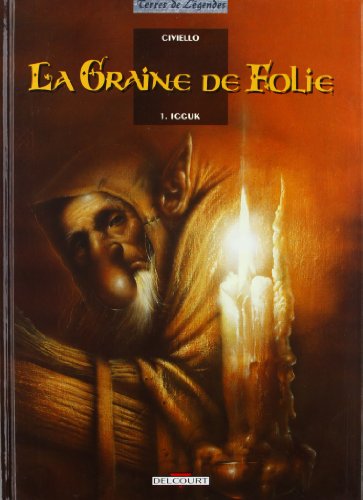 Terres de Légendes
CIVIELLO
LA GRAINE DE FOLIE
1. IGGUK
DELCOURT